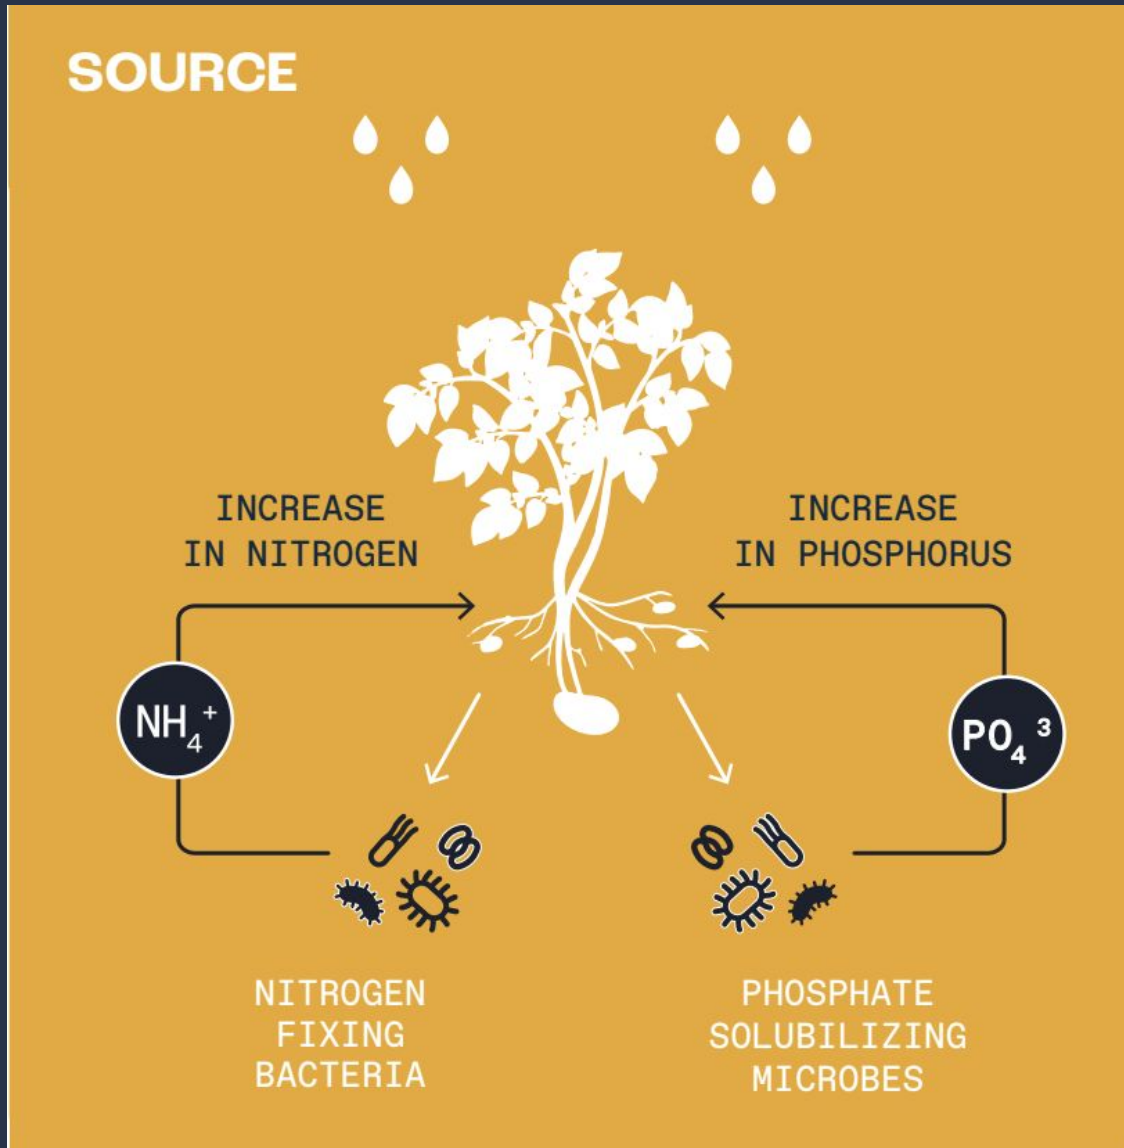 SOURCE
INCREASE
IN NITROGEN
INCREASE
IN PHOSPHORUS
NH₄⁺
PO₄³
NITROGEN
FIXING
BACTERIA
PHOSPHATE
SOLUBILIZING
MICROBES